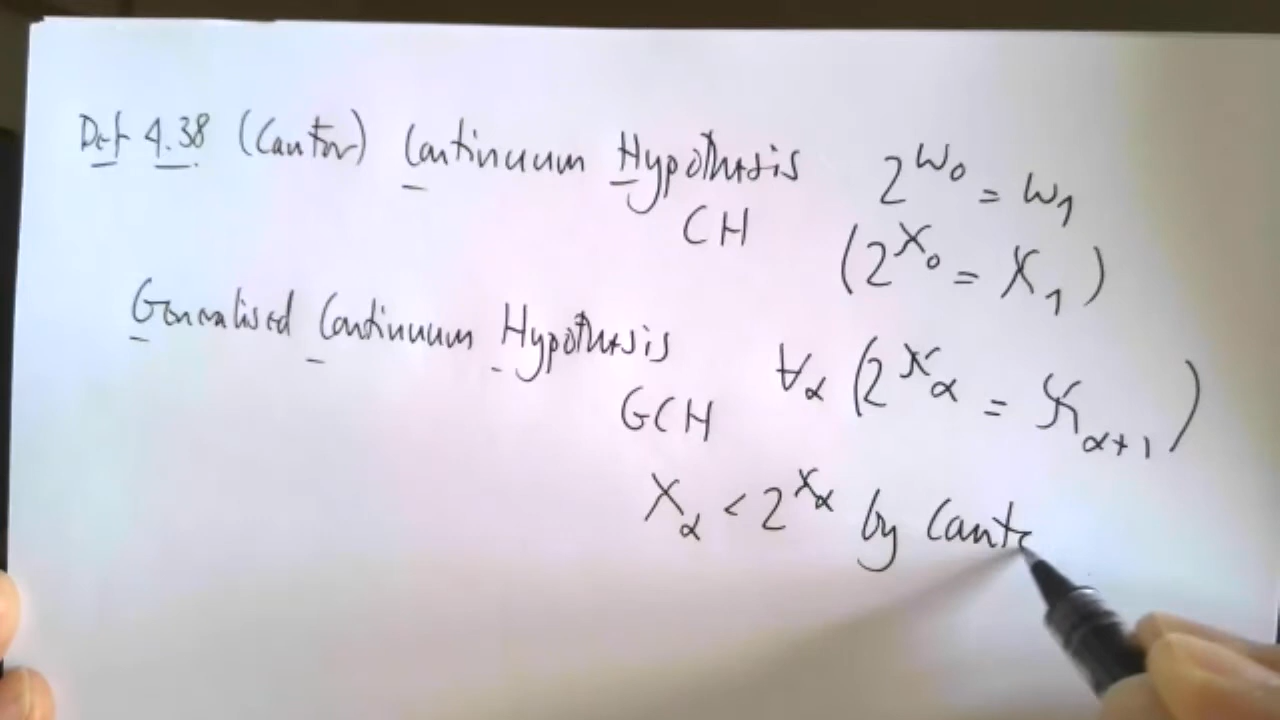 Def 4.38 (Cantor) Continuum Hypothesis 2^ω₀ = ω₁
CH (2^ℵ₀ = ℵ₁)
Generalised Continuum Hypothesis ∀α (2^ℵα = ℵα+1)
GCH
ℵα < 2^ℵα by Canto